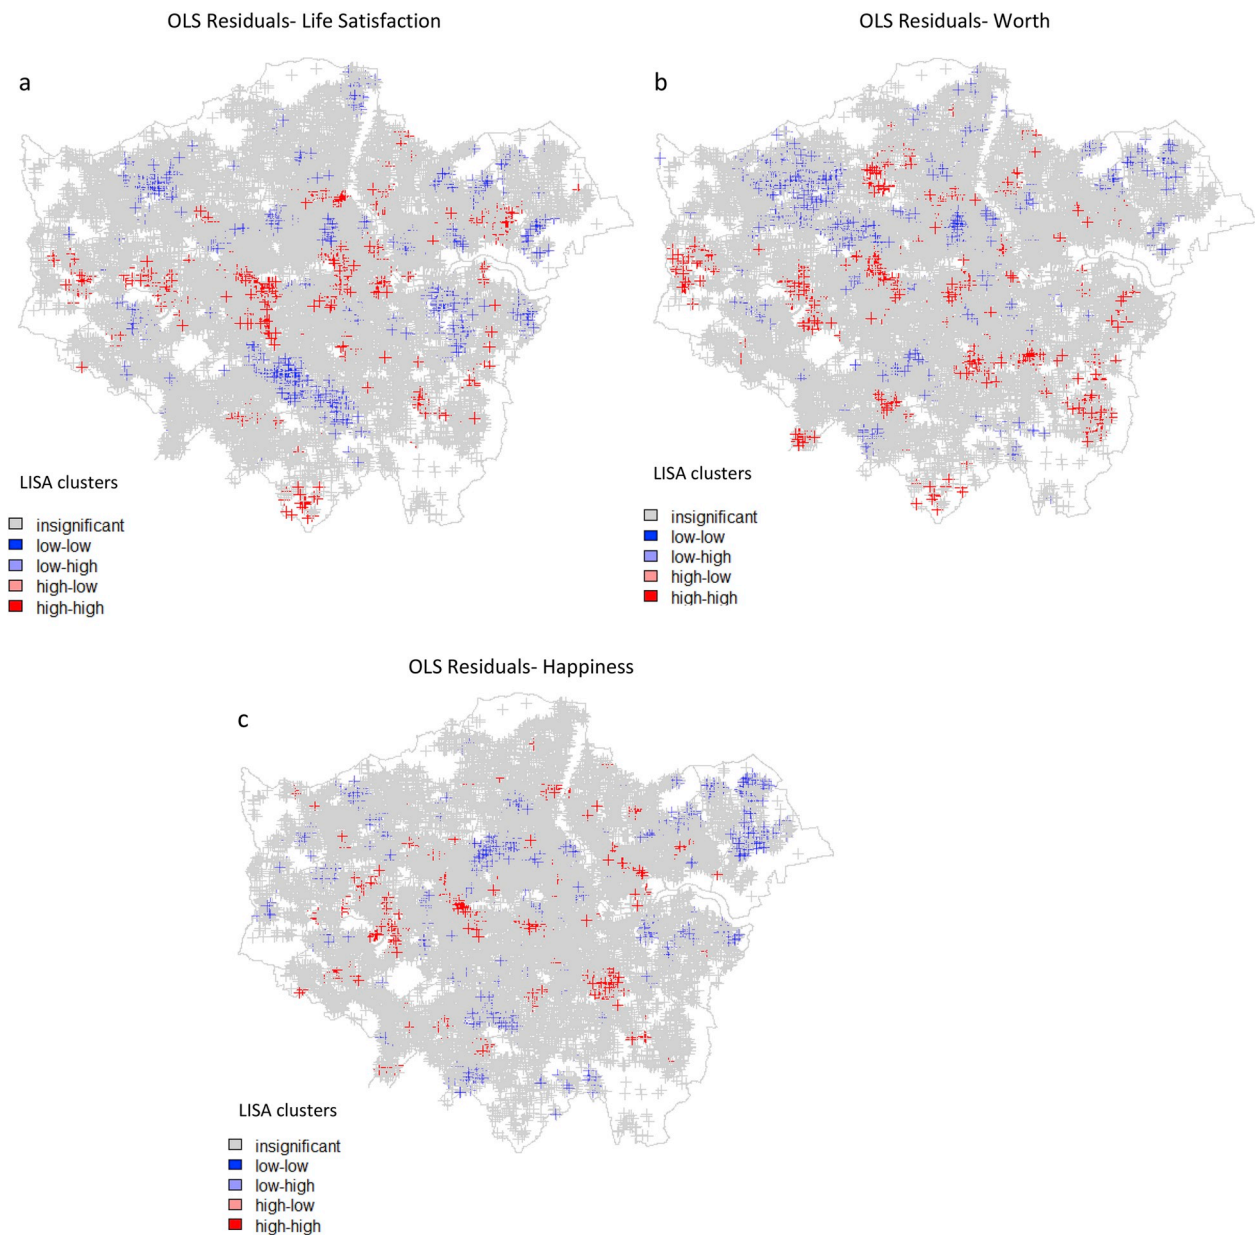 OLS Residuals- Life Satisfaction
a
LISA clusters
insignificant
low-low
low-high
high-low
high-high
OLS Residuals- Worth
b
LISA clusters
insignificant
low-low
low-high
high-low
high-high
OLS Residuals- Happiness
c
LISA clusters
insignificant
low-low
low-high
high-low
high-high